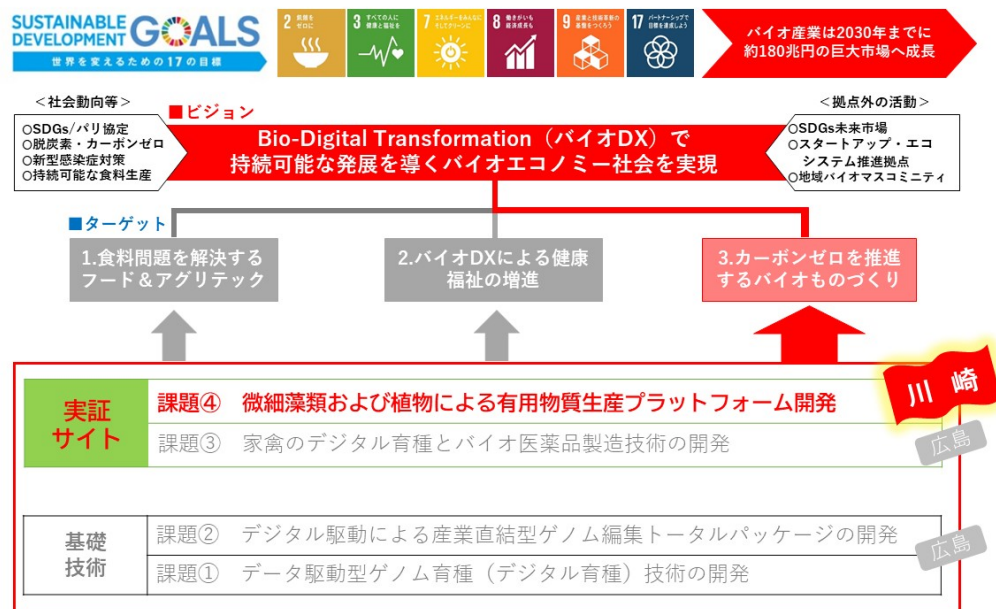 SUSTAINABLE
DEVELOPMENT GOALS
世界を変えるための17の目標
2 飢餓を
ゼロに
3 すべての人に
健康と福祉を
7 エネルギーをみんなに
そしてクリーンに
8 働きがいも
経済成長も
9 産業と技術革新の
基盤をつくろう
17 パートナーシップで
目標を達成しよう
バイオ産業は2030年までに
約180兆円の巨大市場へ成長
<社会動向等>
○SDGs/パリ協定
○脱炭素・カーボンゼロ
○新型感染症対策
○持続可能な食料生産
■ビジョン
Bio-Digital Transformation（バイオDX）で
持続可能な発展を導くバイオエコノミー社会を実現
<拠点外の活動>
○SDGs未来市場
○スタートアップ・エコ
システム推進拠点
○地域バイオマスコミニティ
■ターゲット
1.食料問題を解決する
フード＆アグリテック
2.バイオDXによる健康
福祉の増進
3.カーボンゼロを推進
するバイオものづくり
実証
サイト
課題④　微細藻類および植物による有用物質生産プラットフォーム開発
川崎
課題③　家禽のデジタル育種とバイオ医薬品製造技術の開発
広島
基礎
技術
課題②　デジタル駆動による産業直結型ゲノム編集トータルパッケージの開発
広島
課題①　データ駆動型ゲノム育種（デジタル育種）技術の開発